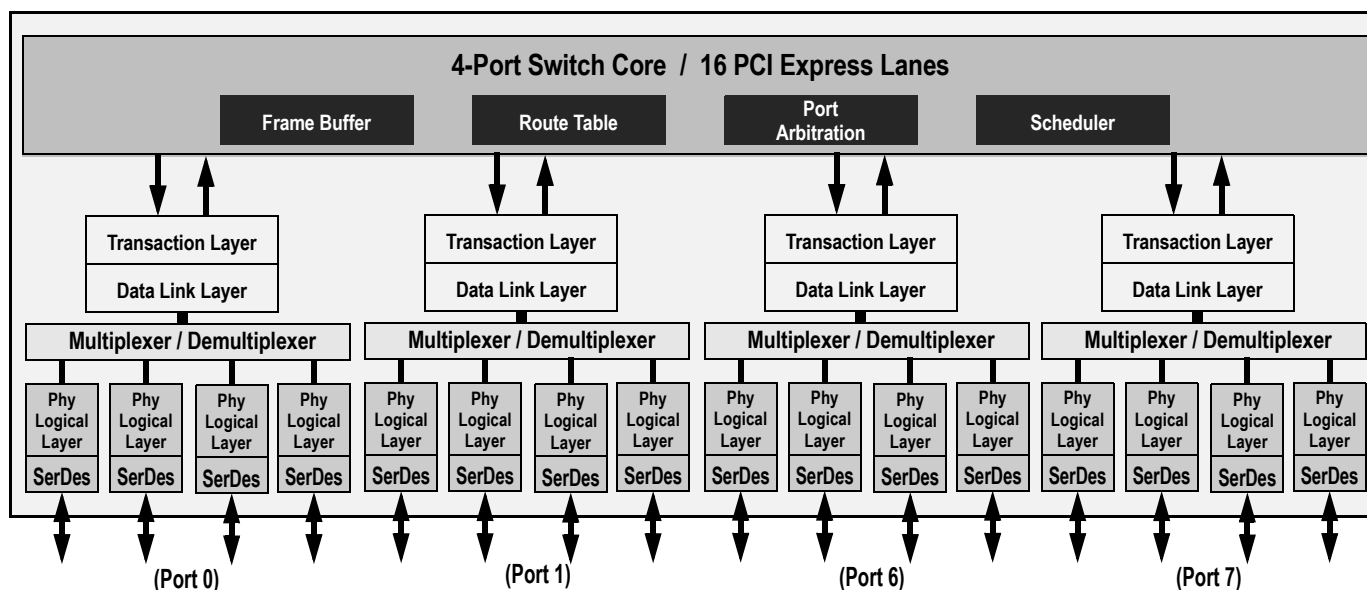 4-Port Switch Core / 16 PCI Express Lanes
Frame Buffer
Route Table
Port
Arbitration
Scheduler
Transaction Layer
Transaction Layer
Transaction Layer
Transaction Layer
Data Link Layer
Data Link Layer
Data Link Layer
Data Link Layer
Multiplexer / Demultiplexer
Multiplexer / Demultiplexer
Multiplexer / Demultiplexer
Multiplexer / Demultiplexer
Phy
Logical
Layer
SerDes
Phy
Logical
Layer
SerDes
Phy
Logical
Layer
SerDes
Phy
Logical
Layer
SerDes
Phy
Logical
Layer
SerDes
Phy
Logical
Layer
SerDes
Phy
Logical
Layer
SerDes
Phy
Logical
Layer
SerDes
Phy
Logical
Layer
SerDes
Phy
Logical
Layer
SerDes
Phy
Logical
Layer
SerDes
Phy
Logical
Layer
SerDes
Phy
Logical
Layer
SerDes
Phy
Logical
Layer
SerDes
Phy
Logical
Layer
SerDes
Phy
Logical
Layer
SerDes
(Port 0)
(Port 1)
(Port 6)
(Port 7)